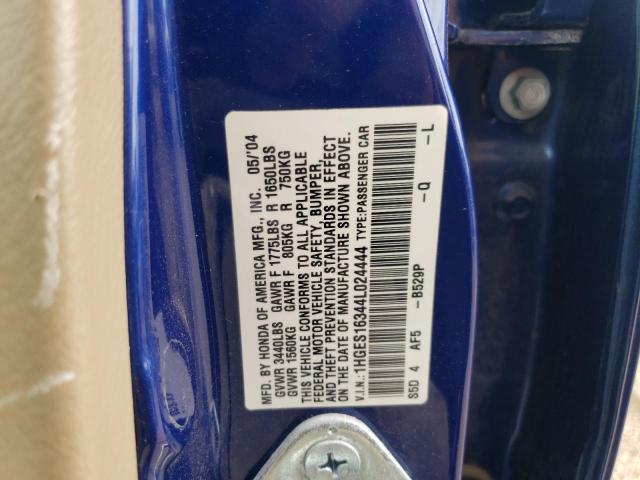 MFD. BY HONDA OF AMERICA MFG., INC. 05/'04
GVWR 3440LBS GAWR F 1775LBS R 1650LBS
GVWR 1560KG GAWR F 805KG R 750KG
THIS VEHICLE CONFORMS TO ALL APPLICABLE
FEDERAL MOTOR VEHICLE SAFETY, BUMPER,
AND THEFT PREVENTION STANDARDS IN EFFECT
ON THE DATE OF MANUFACTURE SHOWN ABOVE.
V.I.N.: 1HGES16344L024444 TYPE:PASSENGER CAR
S5D 4 AF5 – B529P – Q – L